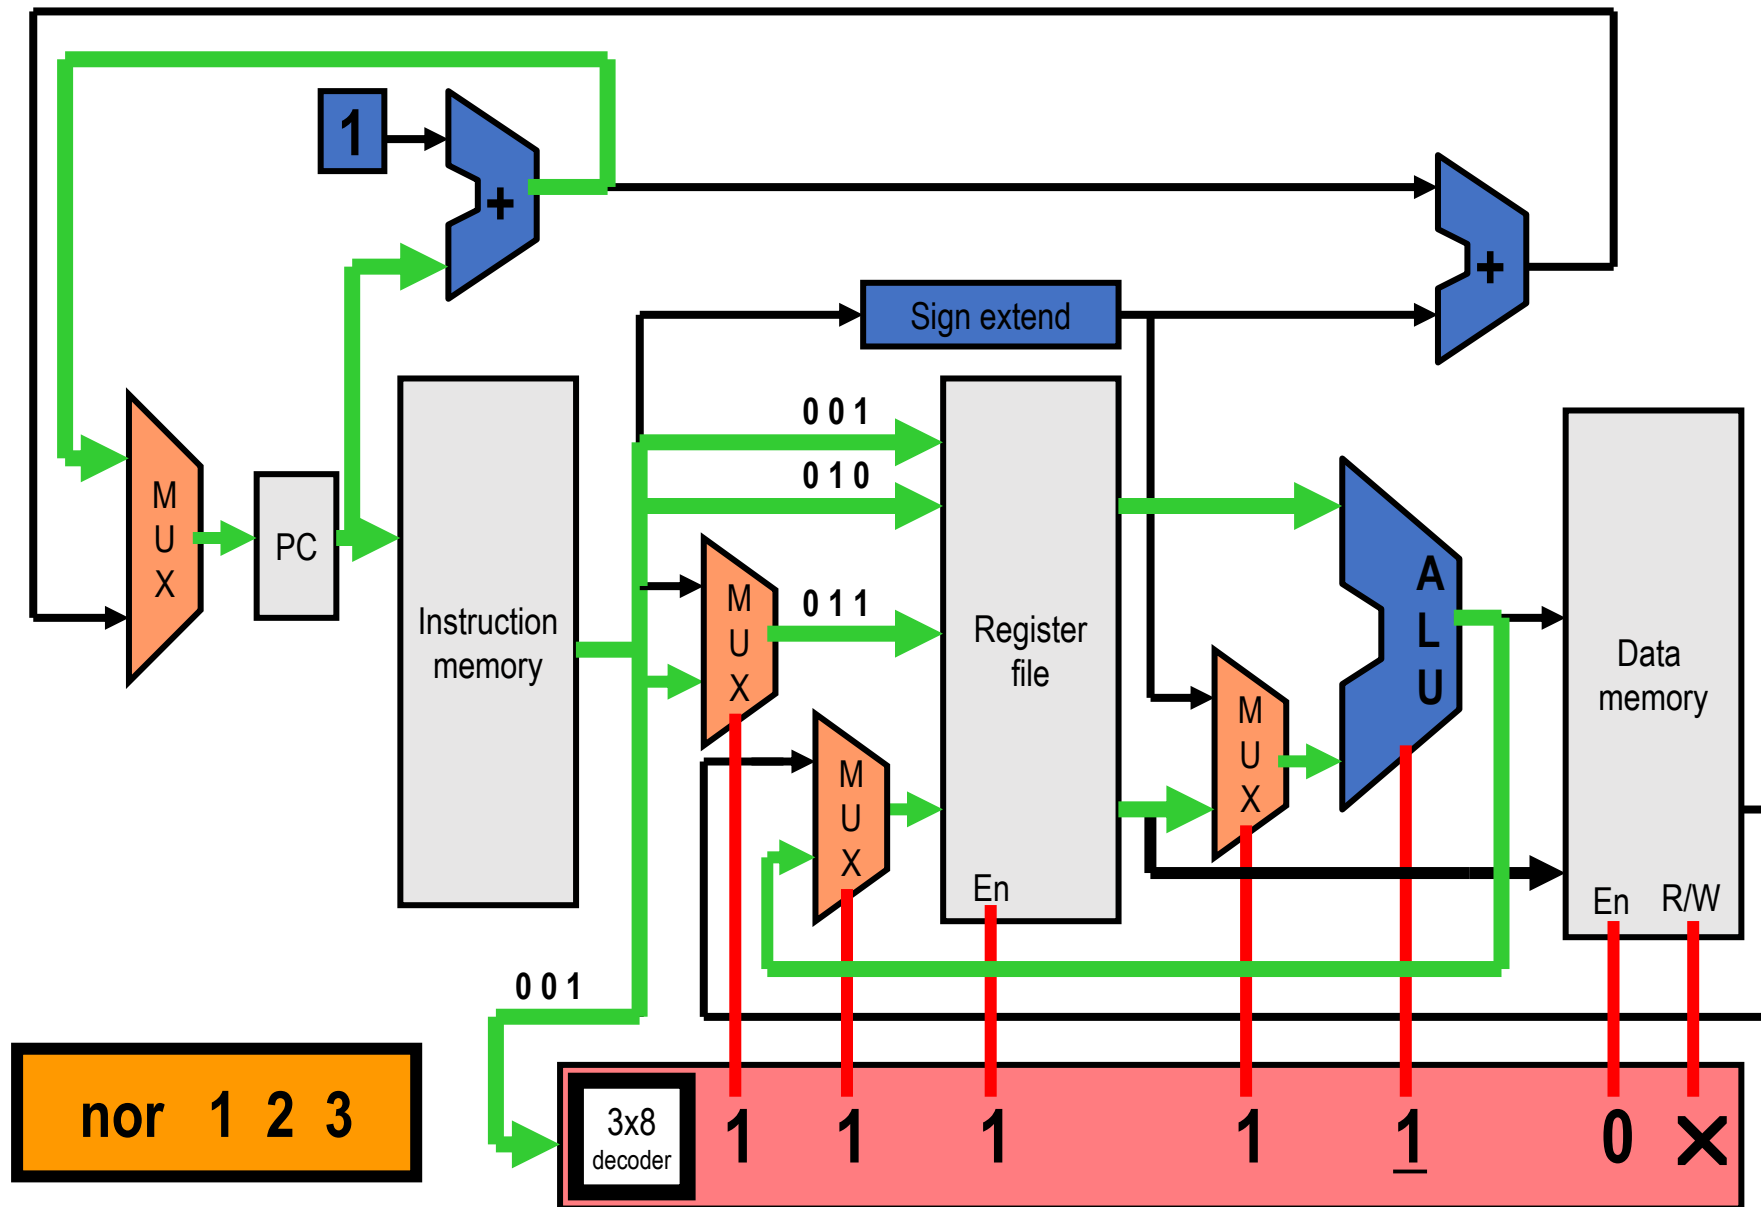 1
+
+
Sign extend
0 0 1
0 1 0
M
U
X
PC
Instruction
memory
M
U
X
0 1 1
Register
file
En
M
U
X
M
U
X
A
L
U
Data
memory
En R/W
0 0 1
nor 1 2 3
3x8
decoder
1 1 1 1 1 0 X